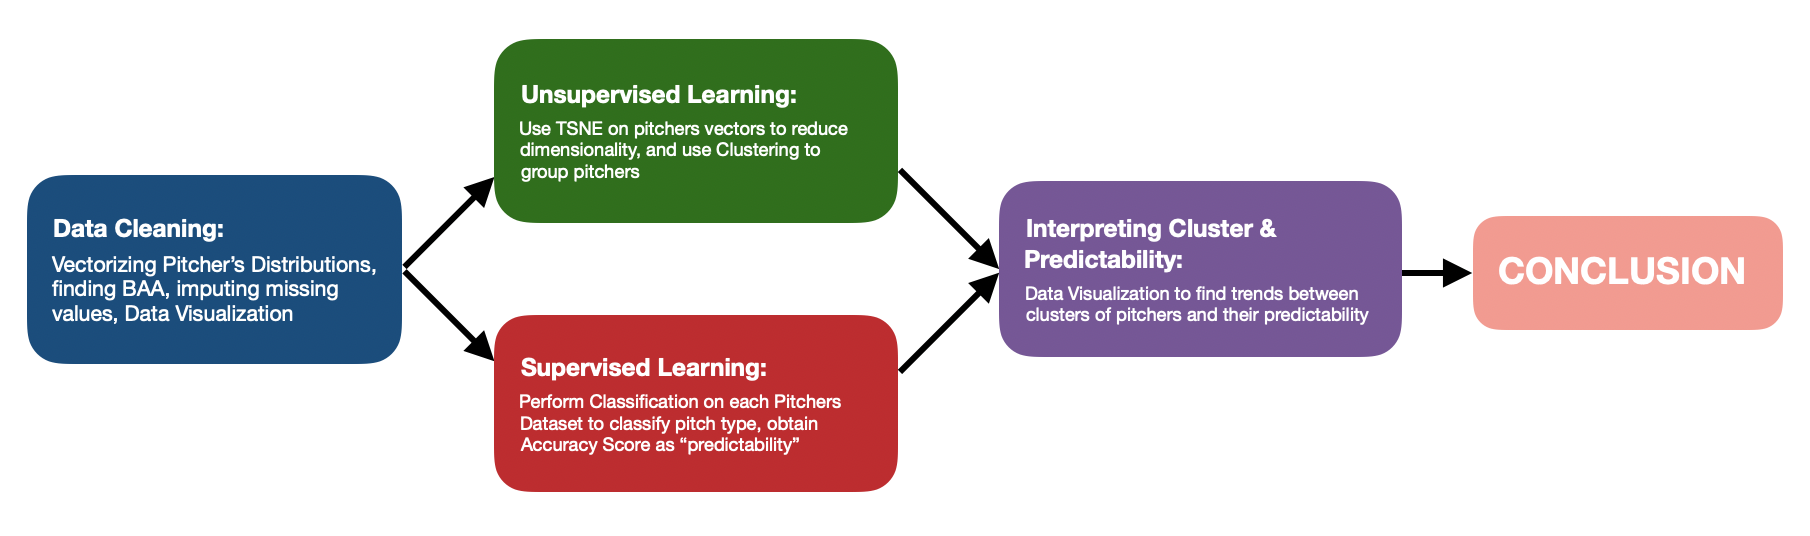 Data Cleaning:
Vectorizing Pitcher’s Distributions,
finding BAA, imputing missing
values, Data Visualization
Unsupervised Learning:
Use TSNE on pitchers vectors to reduce
dimensionality, and use Clustering to
group pitchers
Supervised Learning:
Perform Classification on each Pitchers
Dataset to classify pitch type, obtain
Accuracy Score as “predictability”
Interpreting Cluster &
Predictability:
Data Visualization to find trends between
clusters of pitchers and their predictability
CONCLUSION